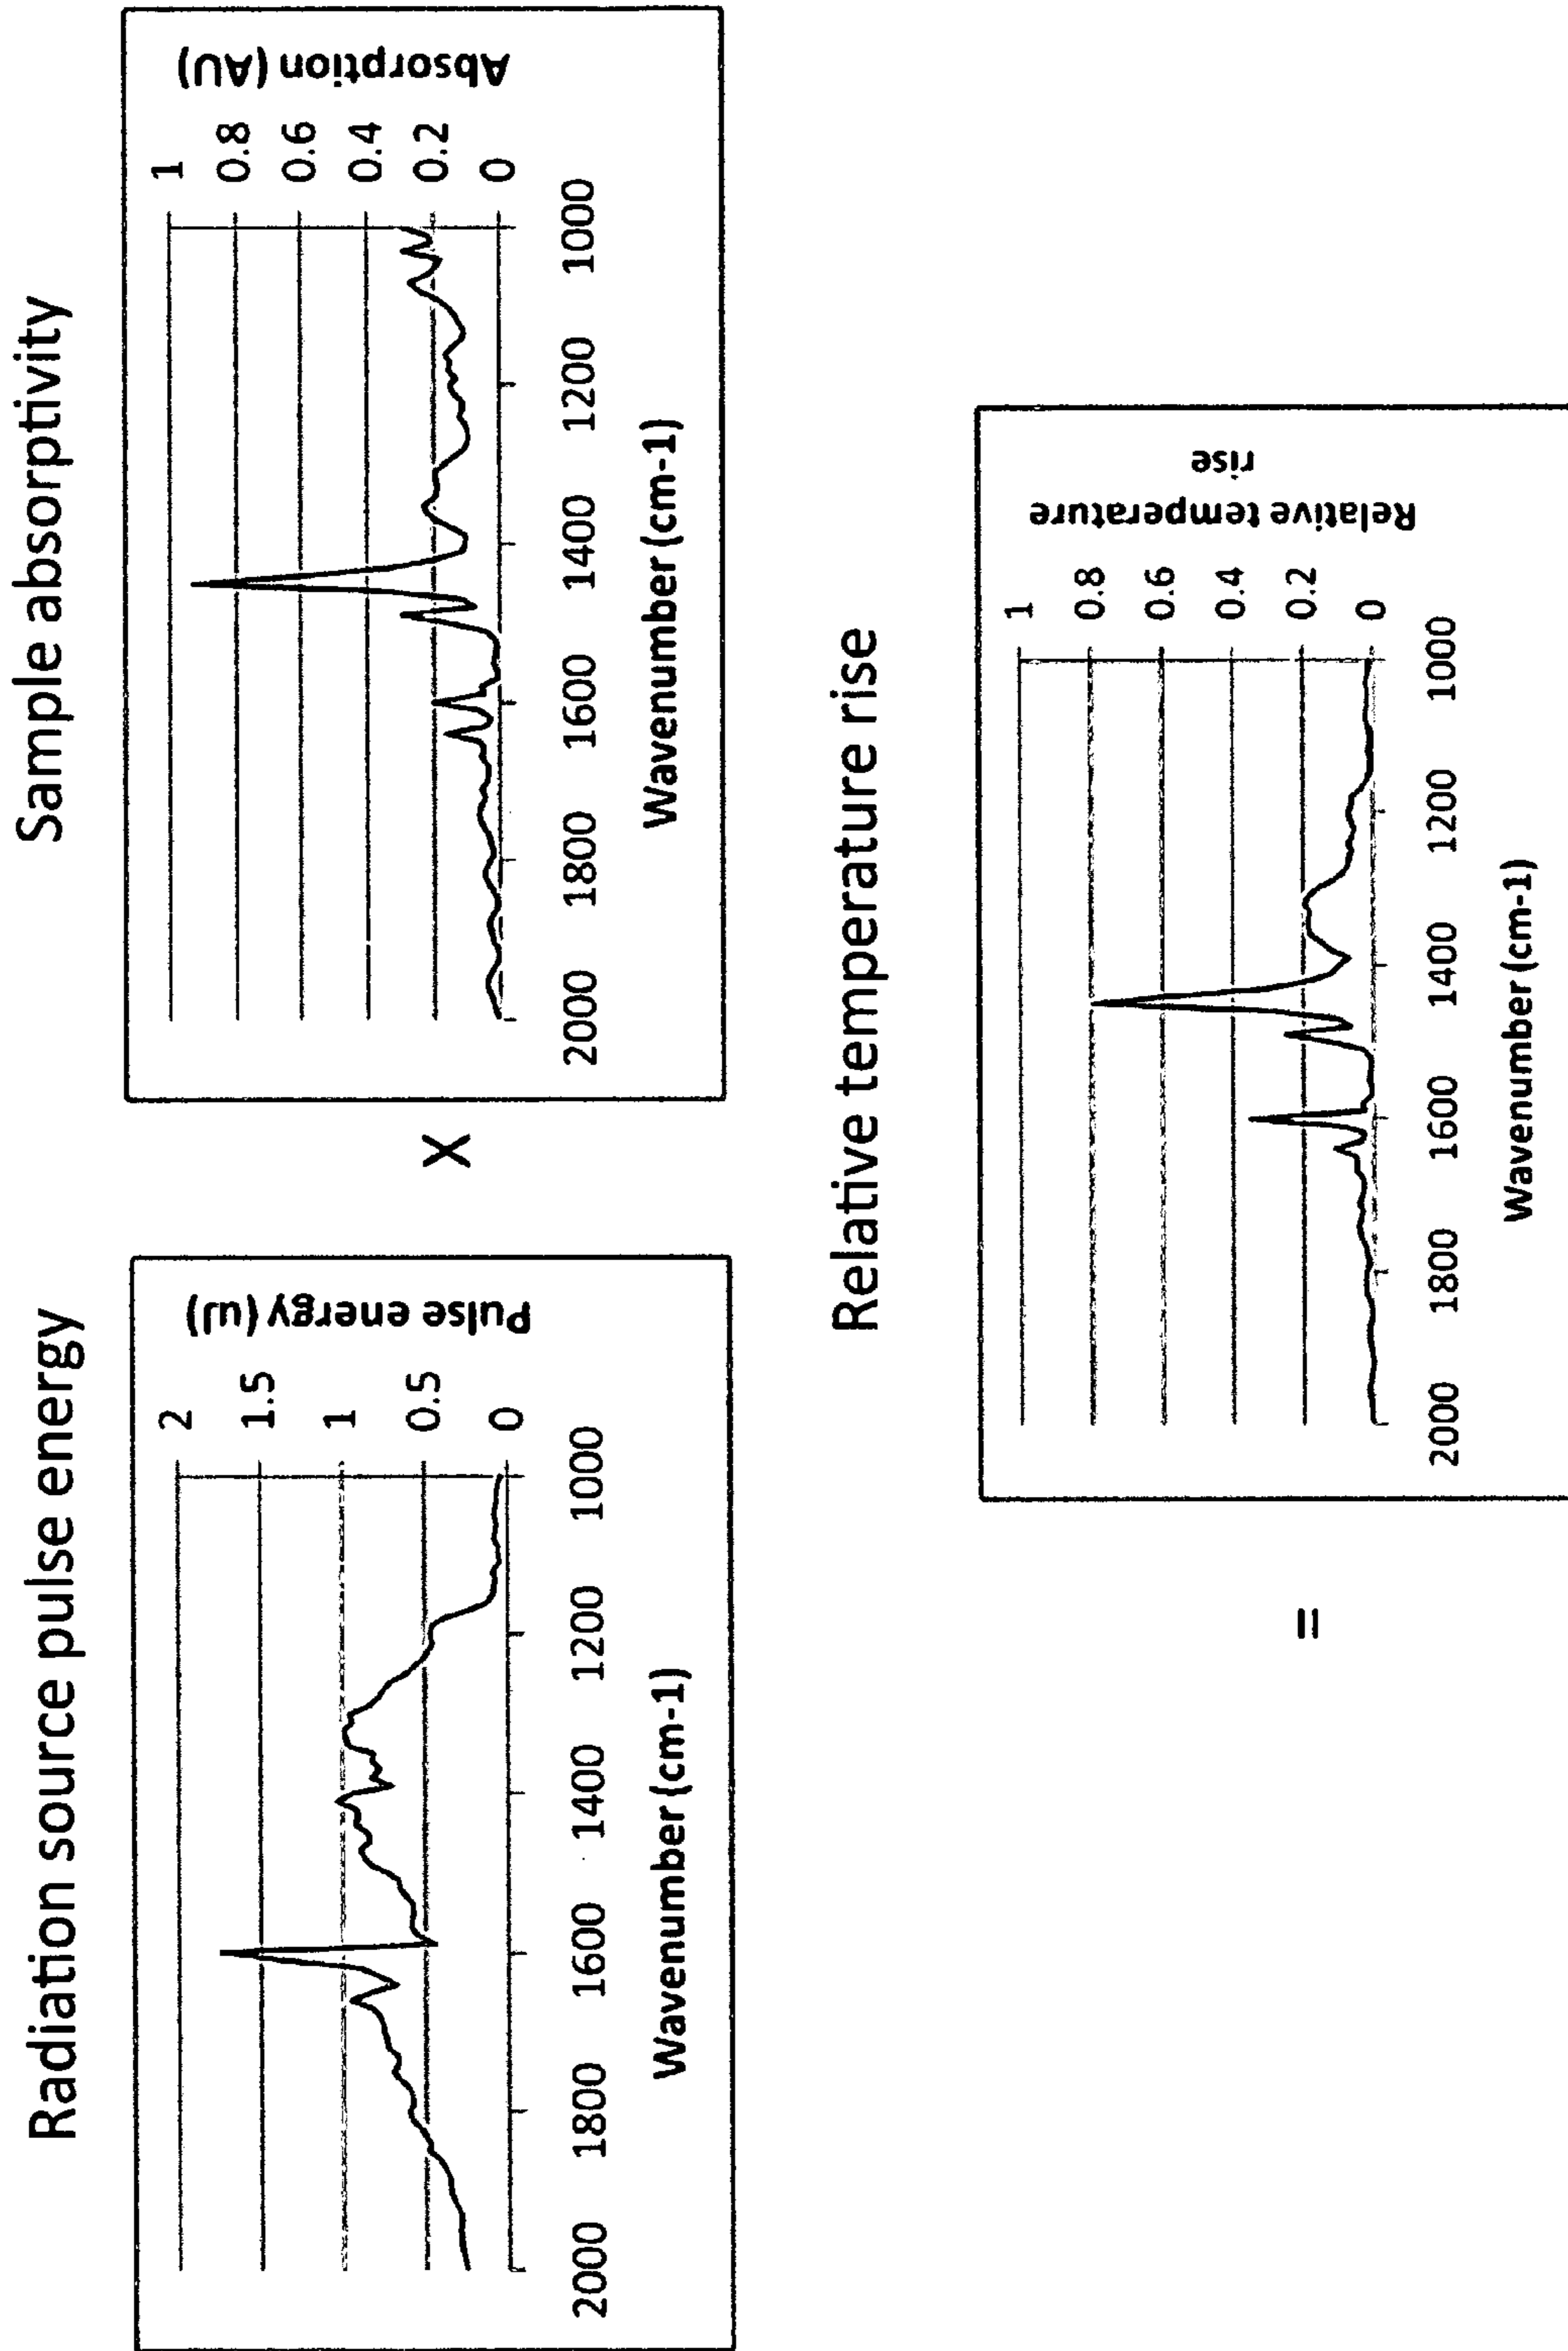 Radiation source pulse energy
2
1.5
1
0.5
0
Pulse energy (uJ)
2000 1800 1600 1400 1200 1000
Wavenumber (cm-1)
X
Sample absorptivity
1
0.8
0.6
0.4
0.2
0
Absorption (AU)
2000 1800 1600 1400 1200 1000
Wavenumber (cm-1)
=
Relative temperature rise
1
0.8
0.6
0.4
0.2
0
Relative temperature
rise
2000 1800 1600 1400 1200 1000
Wavenumber (cm-1)